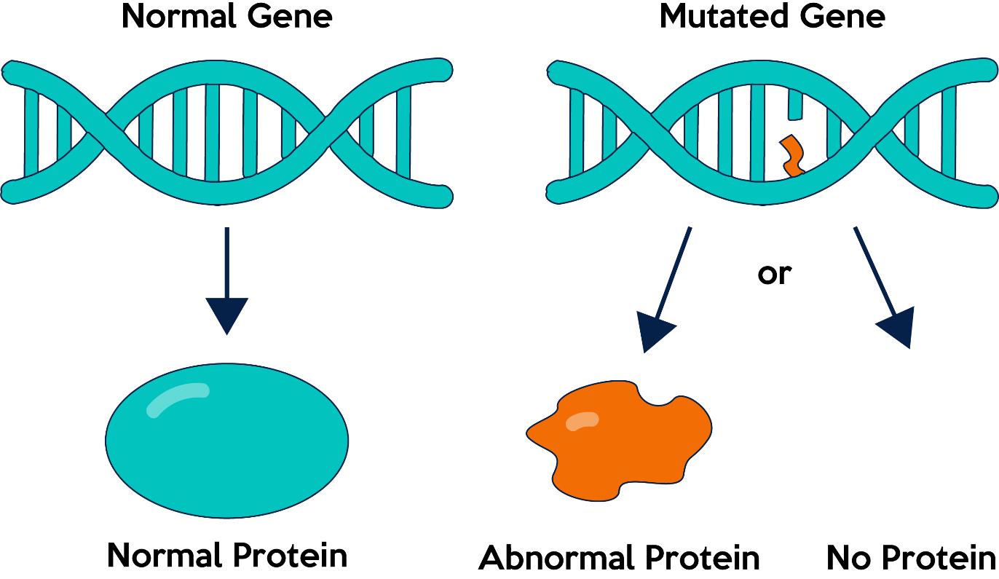 Normal Gene
Mutated Gene
or
Normal Protein
Abnormal Protein
No Protein